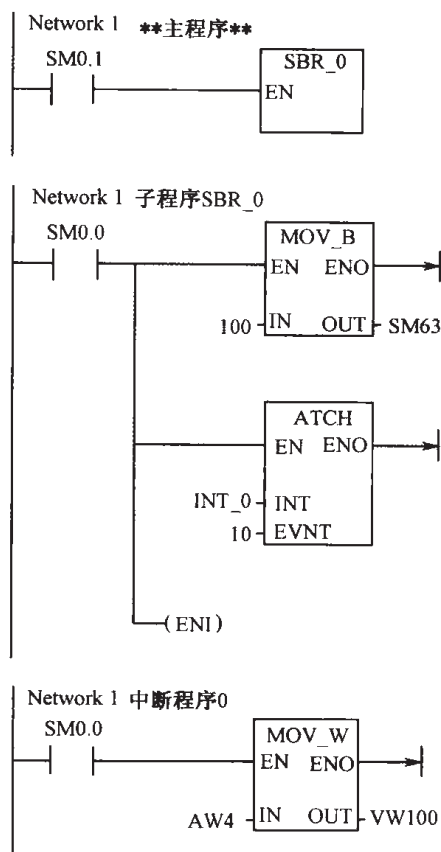 Network 1 **主程序**
SM0.1
SBR_0
EN
Network 1 子程序SBR_0
SM0.0
MOV_B
EN ENO
100 IN OUT SM63
ATCH
EN ENO
INT_0 INT
10 EVNT
(ENI)
Network 1 中断程序0
SM0.0
MOV_W
EN ENO
AW4 IN OUT VW100